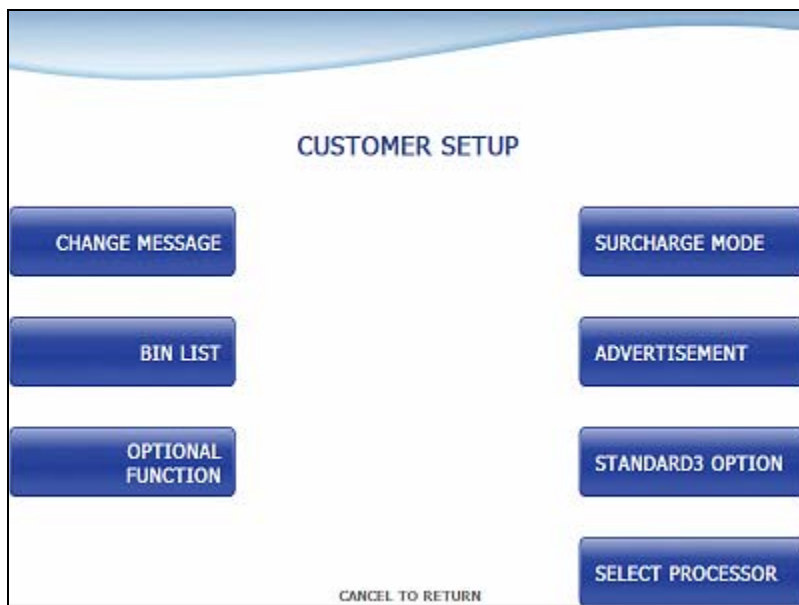 CUSTOMER SETUP
CHANGE MESSAGE
SURCHARGE MODE
BIN LIST
ADVERTISEMENT
OPTIONAL
FUNCTION
STANDARD3 OPTION
SELECT PROCESSOR
CANCEL TO RETURN